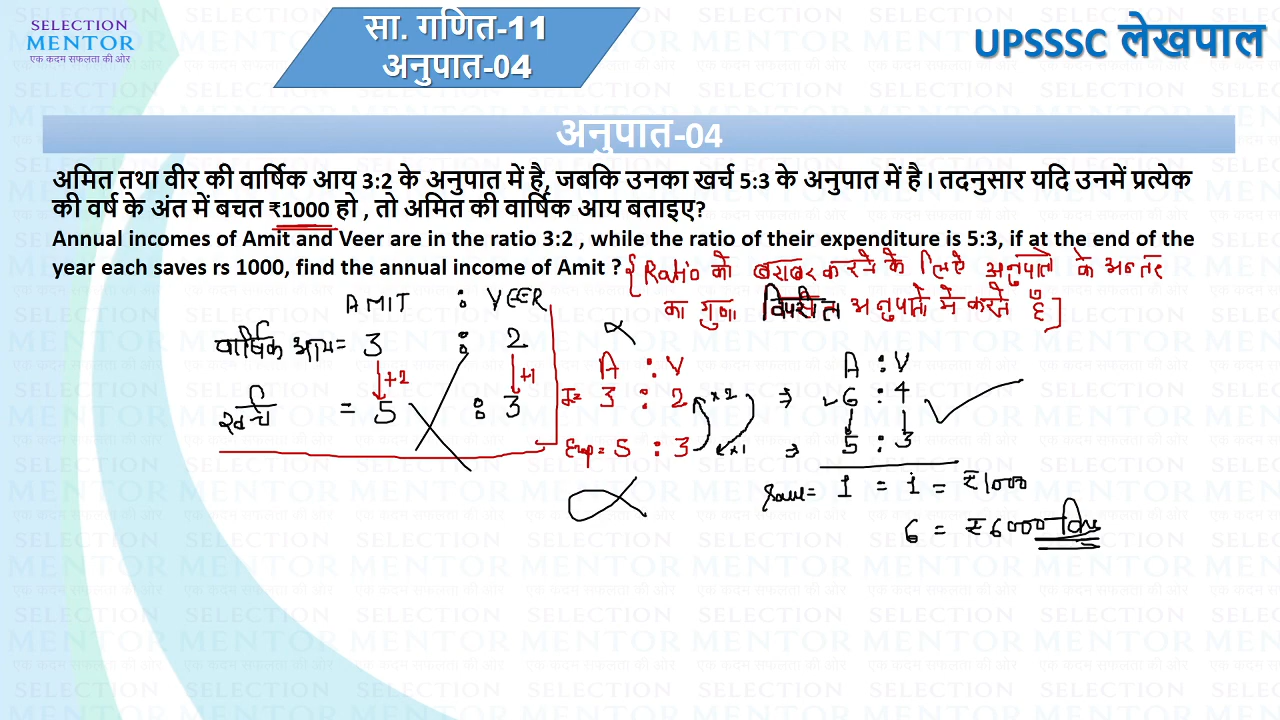 SELECTION
MENTOR
एक कदम सफलता की ओर
सा. गणित-11
अनुपात-04
UPSSSC लेखपाल
अनुपात-04
अमित तथा वीर की वार्षिक आय 3:2 के अनुपात में है, जबकि उनका खर्च 5:3 के अनुपात में है। तदनुसार यदि उनमें प्रत्येक
की वर्ष के अंत में बचत ₹1000 हो , तो अमित की वार्षिक आय बताइए?
Annual incomes of Amit and Veer are in the ratio 3:2 , while the ratio of their expenditure is 5:3, if at the end of the
year each saves rs 1000, find the annual income of Amit ?
{Ratio को बराबर करने के लिए अनुपातो के अन्तर
का गुणा विपरीत अनुपातो में करते है]
AMIT : VEER
वार्षिक आय = 3 : 2
+2 +1
खर्च = 5 : 3
A : V
I = 3 : 2 ×2
Exp = 5 : 3 ×1
A : V
⇒ 6 : 4
⇒ 5 : 3
Save = 1 = 1 = ₹1000
6 = ₹6000